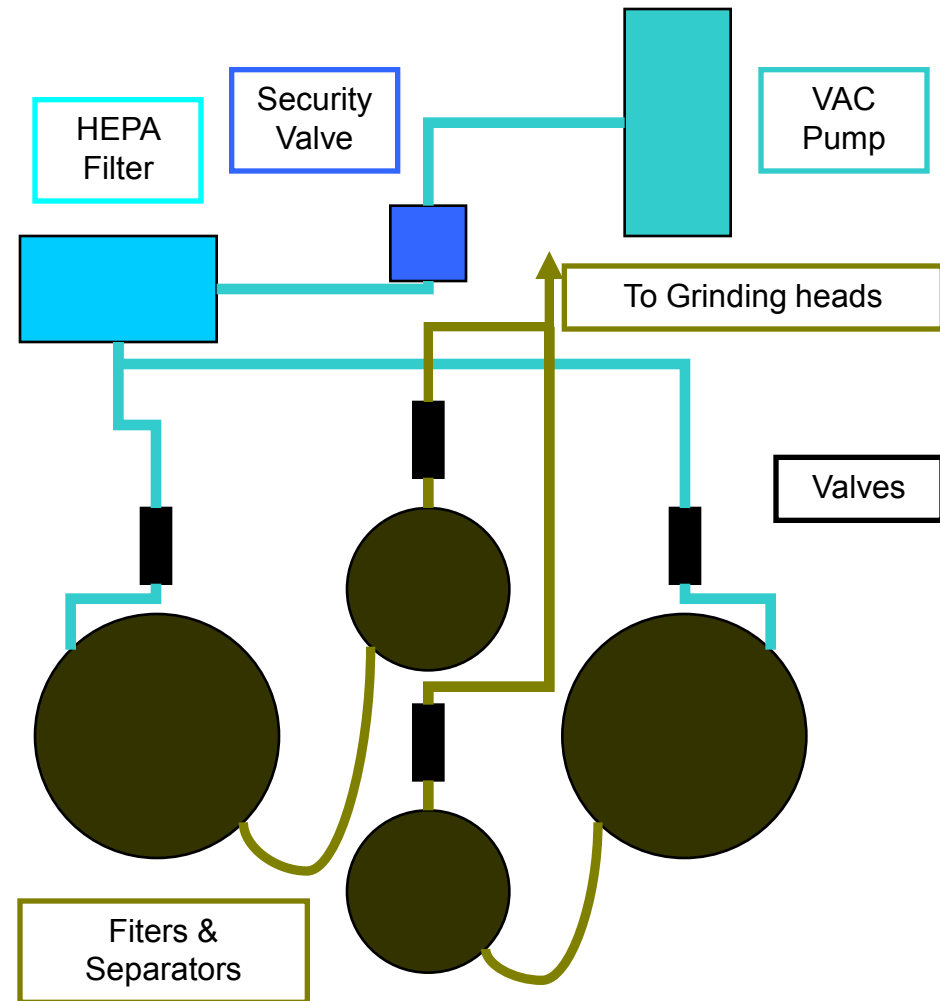 HEPA
Filter
Security
Valve
VAC
Pump
To Grinding heads
Valves
Fiters &
Separators